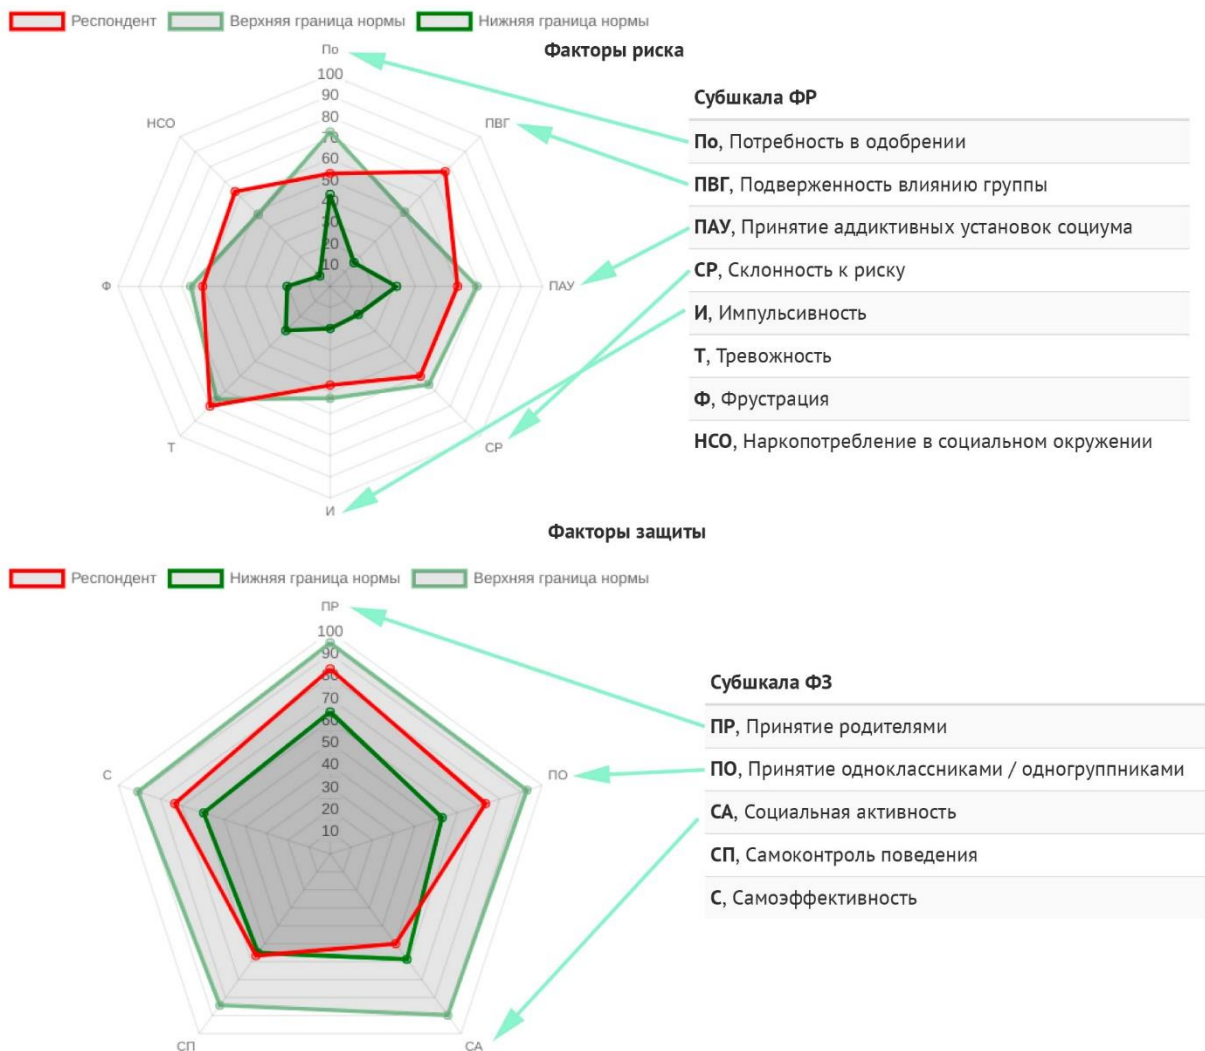 Респондент Верхняя граница нормы Нижняя граница нормы
Факторы риска
По
100
90
80
70
60
50
40
30
20
10
ПВГ
ПАУ
СР
И
Т
Ф
НСО
Субшкала ФР
По, Потребность в одобрении
ПВГ, Подверженность влиянию группы
ПАУ, Принятие аддиктивных установок социума
СР, Склонность к риску
И, Импульсивность
Т, Тревожность
Ф, Фрустрация
НСО, Наркопотребление в социальном окружении
Факторы защиты
Респондент Нижняя граница нормы Верхняя граница нормы
ПР
100
90
80
70
60
50
40
30
20
10
ПО
СА
СП
С
Субшкала ФЗ
ПР, Принятие родителями
ПО, Принятие одноклассниками / одногруппниками
СА, Социальная активность
СП, Самоконтроль поведения
С, Самоэффективность